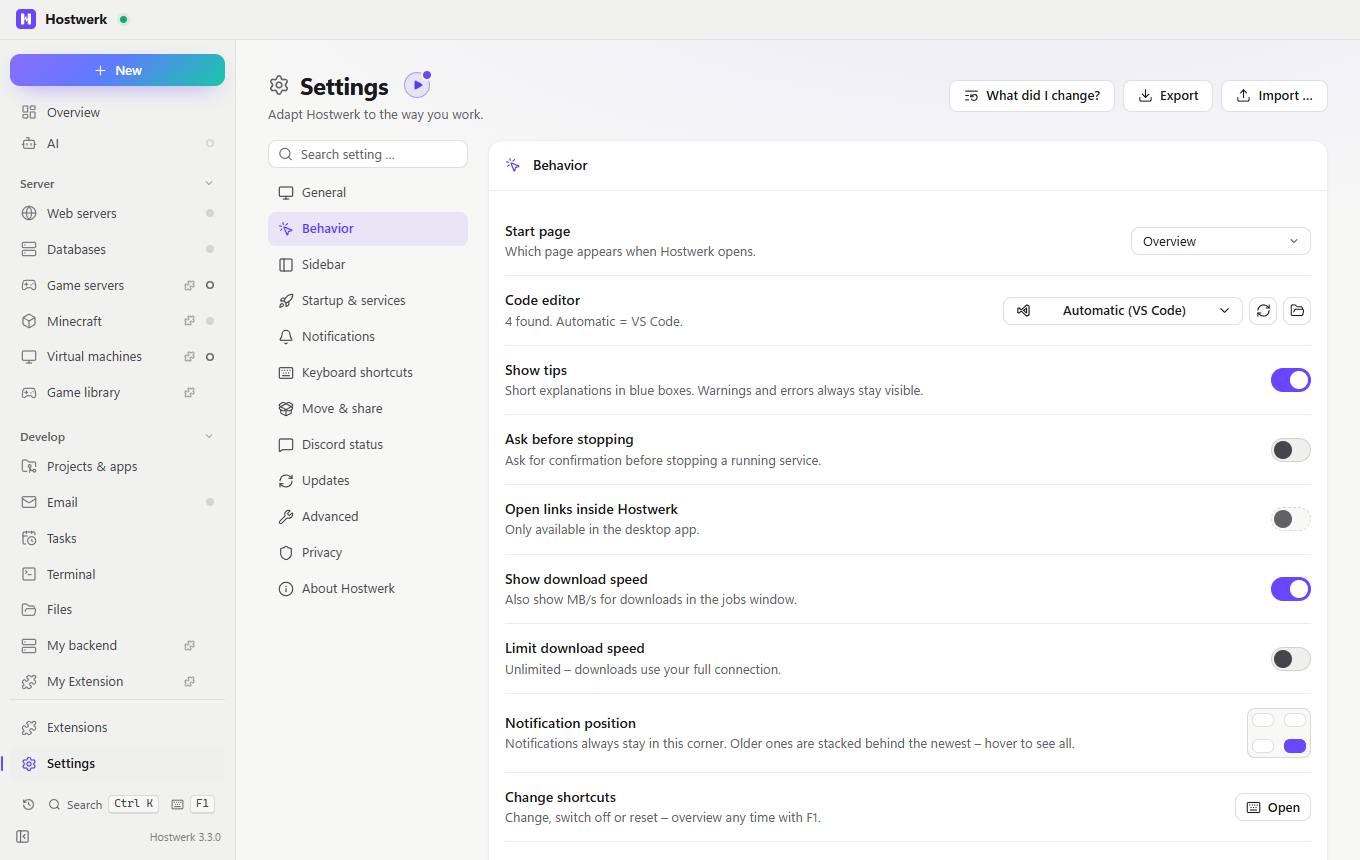 Hostwerk
New
Overview
AI
Server
Web servers
Databases
Game servers
Minecraft
Virtual machines
Game library
Develop
Projects & apps
Email
Tasks
Terminal
Files
My backend
My Extension
Extensions
Settings
Search Ctrl K F1
Hostwerk 3.3.0
Settings
Adapt Hostwerk to the way you work.
What did I change?
Export
Import ...
Search setting ...
General
Behavior
Sidebar
Startup & services
Notifications
Keyboard shortcuts
Move & share
Discord status
Updates
Advanced
Privacy
About Hostwerk
Behavior
Start page
Which page appears when Hostwerk opens.
Overview
Code editor
4 found. Automatic = VS Code.
Automatic (VS Code)
Show tips
Short explanations in blue boxes. Warnings and errors always stay visible.
Ask before stopping
Ask for confirmation before stopping a running service.
Open links inside Hostwerk
Only available in the desktop app.
Show download speed
Also show MB/s for downloads in the jobs window.
Limit download speed
Unlimited – downloads use your full connection.
Notification position
Notifications always stay in this corner. Older ones are stacked behind the newest – hover to see all.
Change shortcuts
Change, switch off or reset – overview any time with F1.
Open